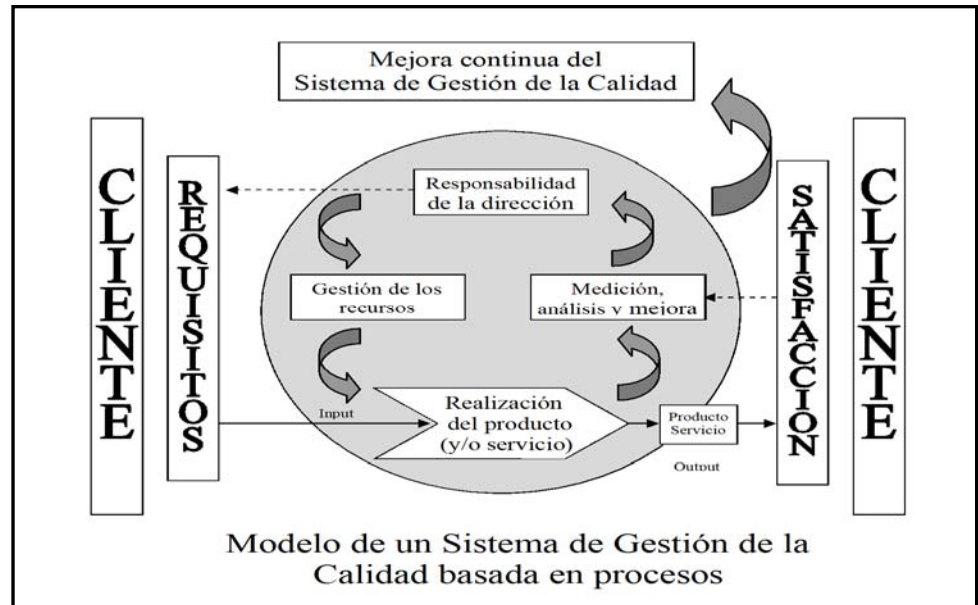 Mejora continua del
Sistema de Gestión de la Calidad
CLIENTE
REQUISITOS
Responsabilidad
de la dirección
Gestión de los
recursos
Medición,
análisis y mejora
Input
Realización
del producto
(y/o servicio)
Producto
Servicio
Output
SATISFACCION
CLIENTE
Modelo de un Sistema de Gestión de la
Calidad basada en procesos